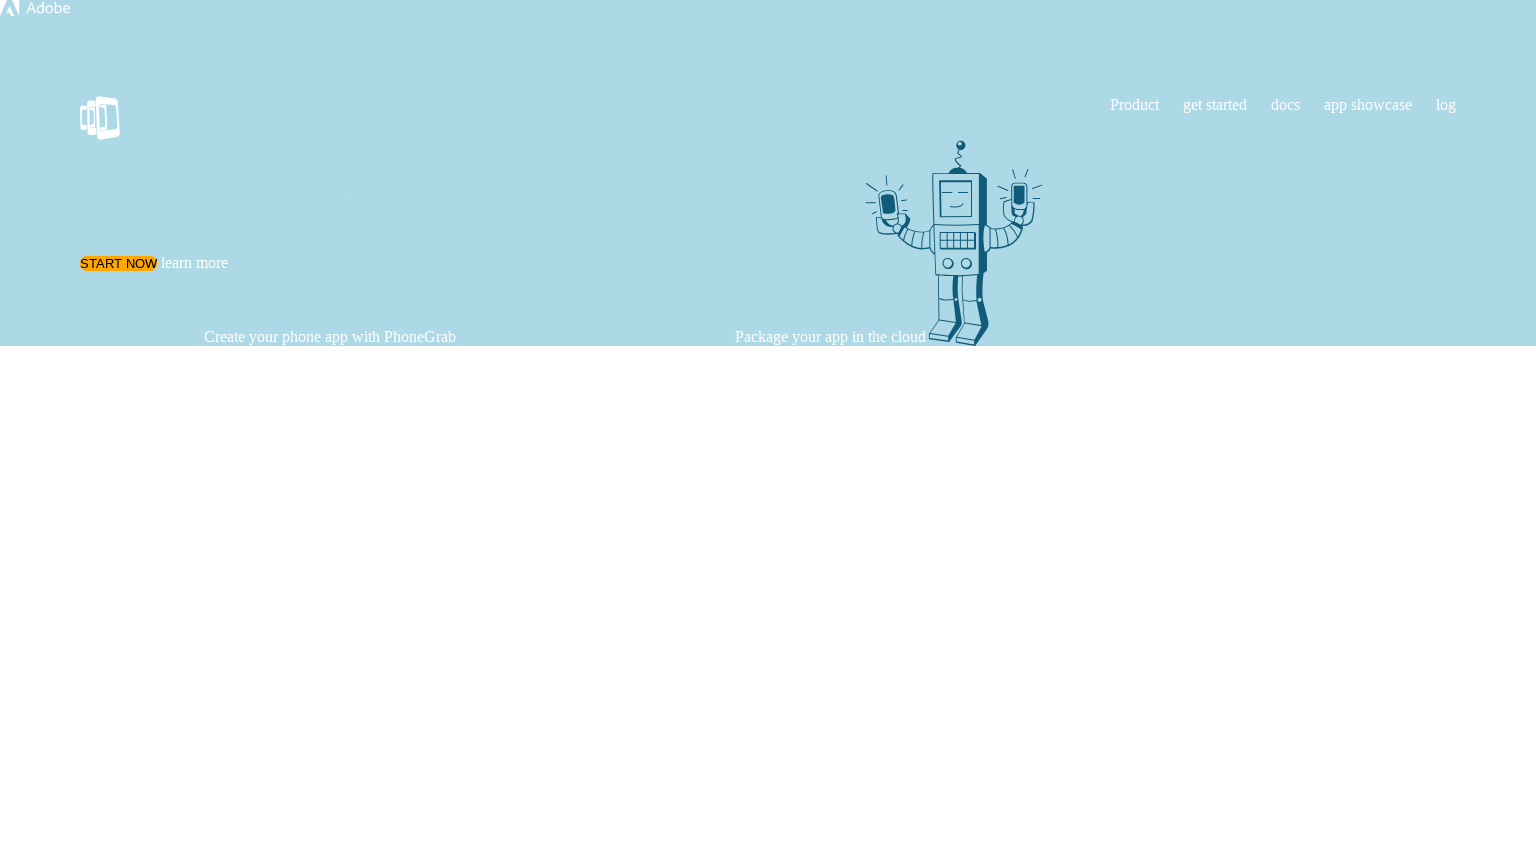 Adobe
Product get started docs app showcase log
START NOW learn more
Create your phone app with PhoneGrab
Package your app in the cloud